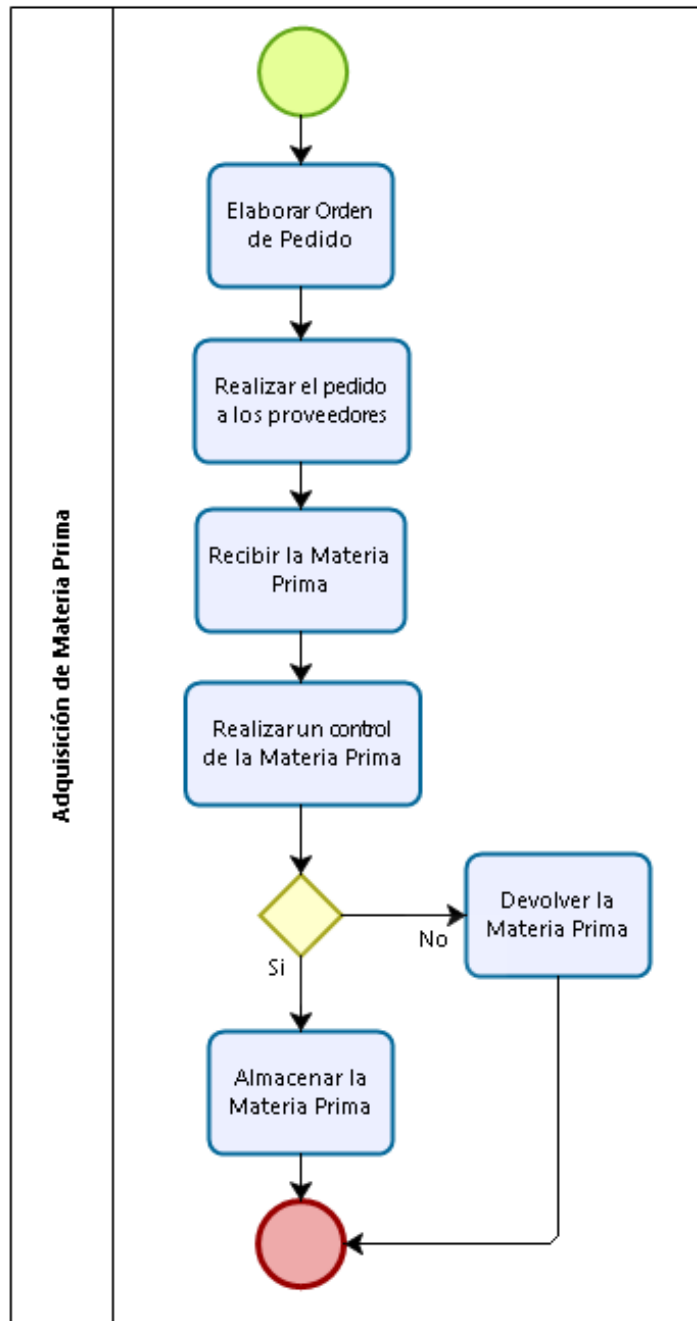 Adquisición de Materia Prima
Elaborar Orden
de Pedido
Realizar el pedido
a los proveedores
Recibir la Materia
Prima
Realizar un control
de la Materia Prima
No
Devolver la
Materia Prima
Si
Almacenar la
Materia Prima